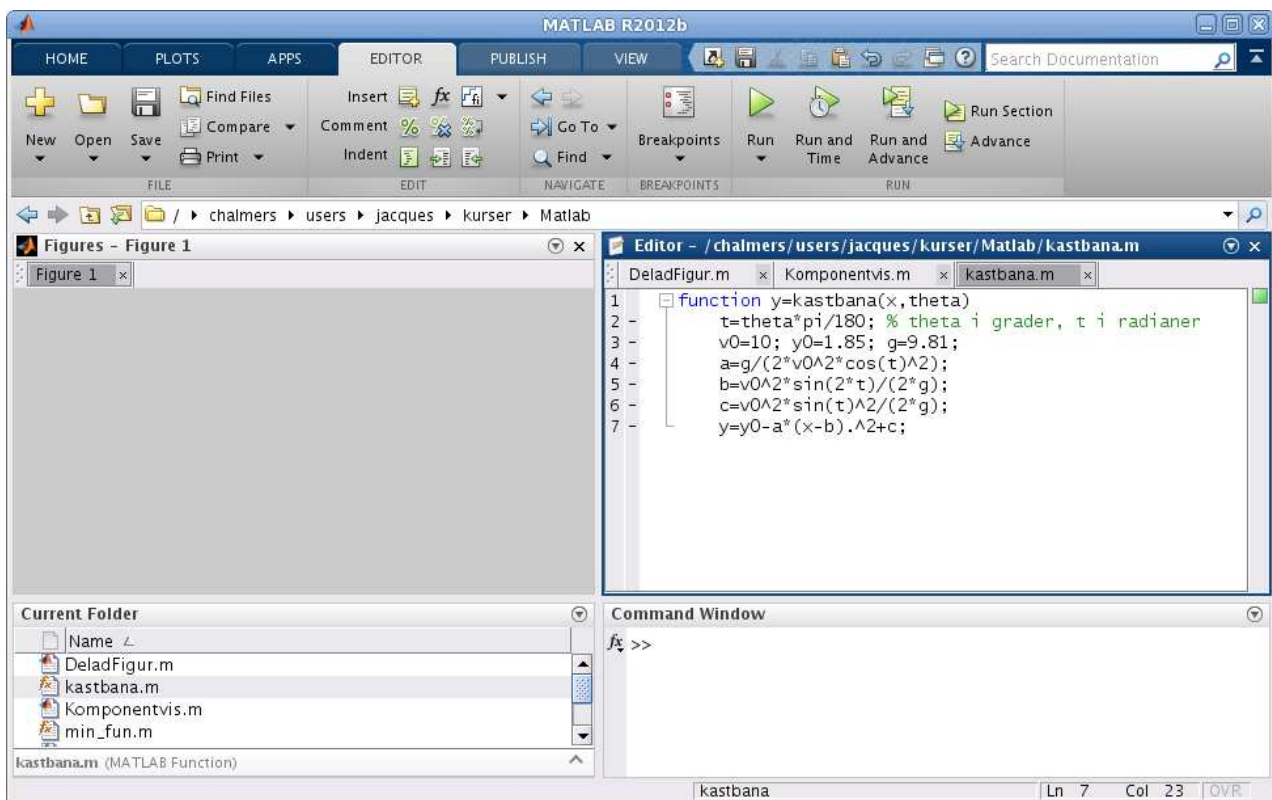 MATLAB R2012b
HOME PLOTS APPS EDITOR PUBLISH VIEW Search Documentation
New Open Save Find Files Compare Print
FILE
Insert fx Comment Indent
EDIT
Go To Find
NAVIGATE
Breakpoints
BREAKPOINTS
Run Run and Time Run and Advance Run Section Advance
RUN
/ chalmers users jacques kurser Matlab
Figures - Figure 1
Figure 1
Editor - /chalmers/users/jacques/kurser/Matlab/kastbana.m
DeladFigur.m Komponentvis.m kastbana.m
1 function y=kastbana(x,theta)
2 - t=theta*pi/180; % theta i grader, t i radianer
3 - v0=10; y0=1.85; g=9.81;
4 - a=g/(2*v0^2*cos(t)^2);
5 - b=v0^2*sin(2*t)/(2*g);
6 - c=v0^2*sin(t)^2/(2*g);
7 - y=y0-a*(x-b).^2+c;
Current Folder
Name
DeladFigur.m
kastbana.m
Komponentvis.m
min_fun.m
kastbana.m (MATLAB Function)
Command Window
fx >>
kastbana Ln 7 Col 23 OVR